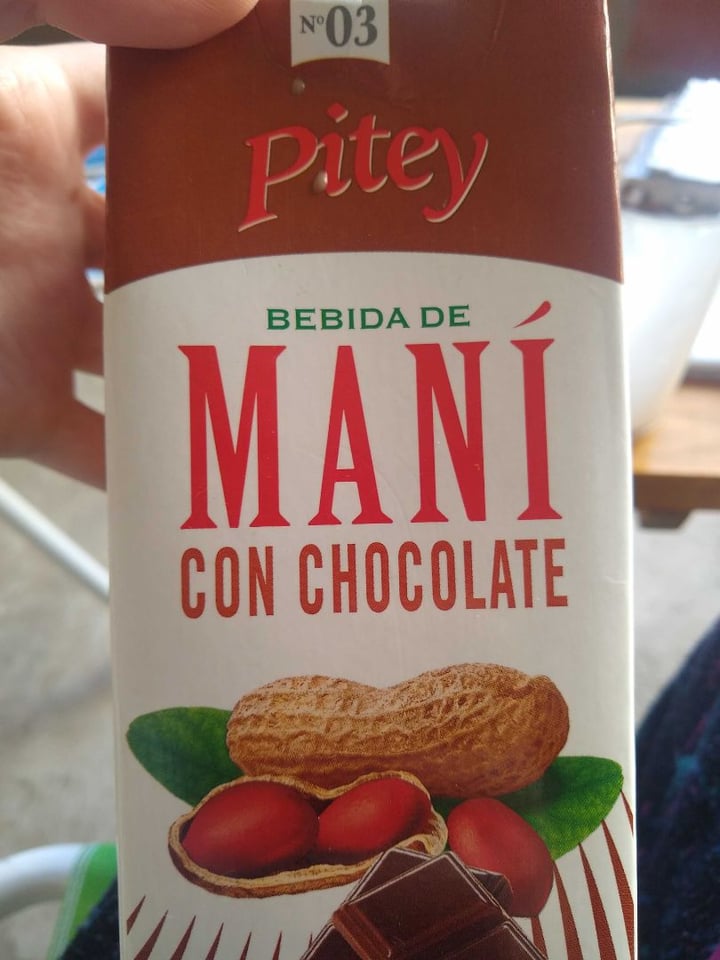 Nº03
Pitey
BEBIDA DE
MANÍ
CON CHOCOLATE